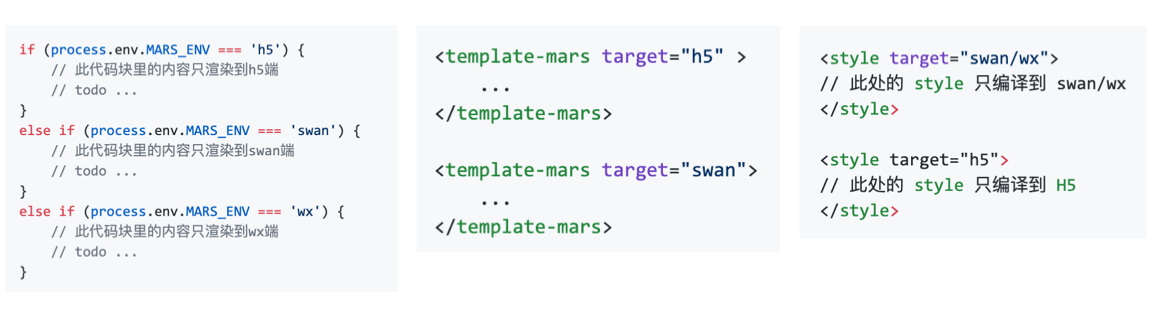 if (process.env.MARS_ENV === 'h5') {
    // 此代码块里的内容只渲染到h5端
    // todo ...
}
else if (process.env.MARS_ENV === 'swan') {
    // 此代码块里的内容只渲染到swan端
    // todo ...
}
else if (process.env.MARS_ENV === 'wx') {
    // 此代码块里的内容只渲染到wx端
    // todo ...
}
<template-mars target="h5" >
    ...
</template-mars>
<template-mars target="swan">
    ...
</template-mars>
<style target="swan/wx">
// 此处的 style 只编译到 swan/wx
</style>
<style target="h5">
// 此处的 style 只编译到 H5
</style>